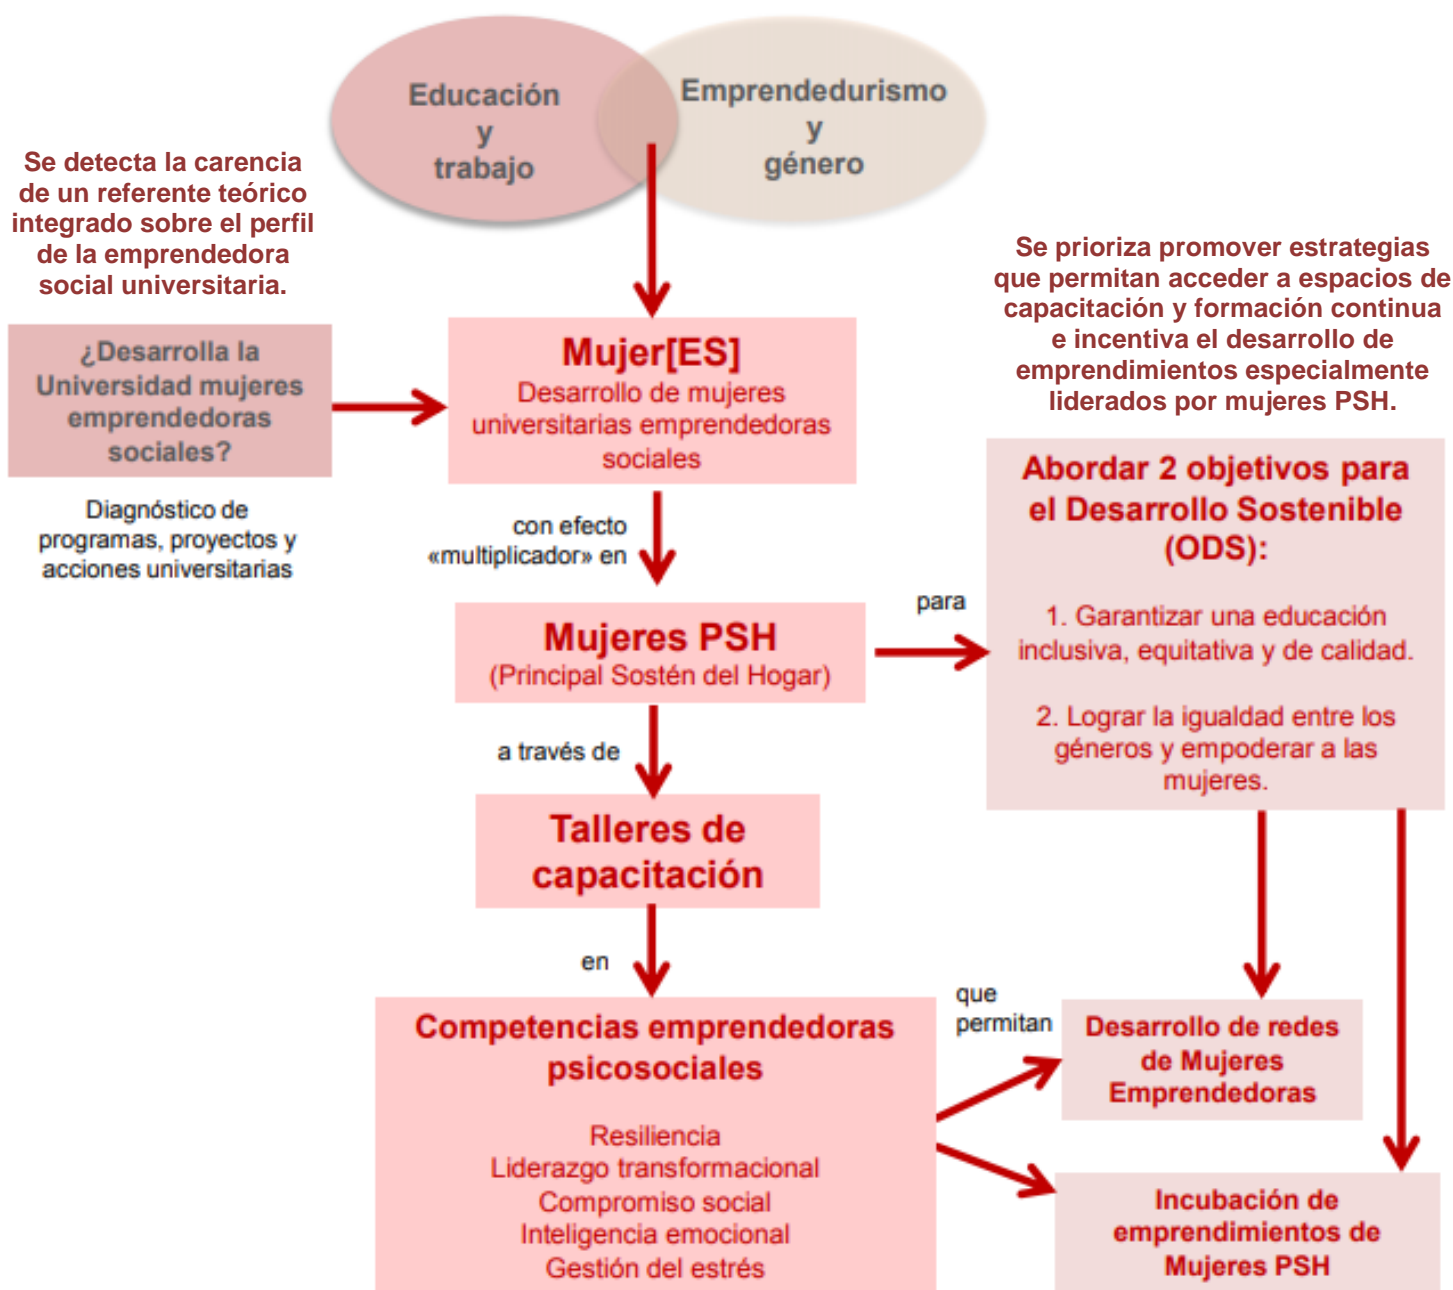 Educación
y
trabajo
Emprendedurismo
y
género
Se detecta la carencia
de un referente teórico
integrado sobre el perfil
de la emprendedora
social universitaria.
¿Desarrolla la
Universidad mujeres
emprendedoras
sociales?
Diagnóstico de
programas, proyectos y
acciones universitarias
Mujer[ES]
Desarrollo de mujeres
universitarias emprendedoras
sociales
con efecto
«multiplicador» en
Mujeres PSH
(Principal Sostén del Hogar)
para
Se prioriza promover estrategias
que permitan acceder a espacios de
capacitación y formación continua
e incentiva el desarrollo de
emprendimientos especialmente
liderados por mujeres PSH.
Abordar 2 objetivos para
el Desarrollo Sostenible
(ODS):
1. Garantizar una educación
inclusiva, equitativa y de calidad.
2. Lograr la igualdad entre los
géneros y empoderar a las
mujeres.
a través de
Talleres de
capacitación
en
Competencias emprendedoras
psicosociales
Resiliencia
Liderazgo transformacional
Compromiso social
Inteligencia emocional
Gestión del estrés
que
permitan
Desarrollo de redes
de Mujeres
Emprendedoras
Incubación de
emprendimientos de
Mujeres PSH